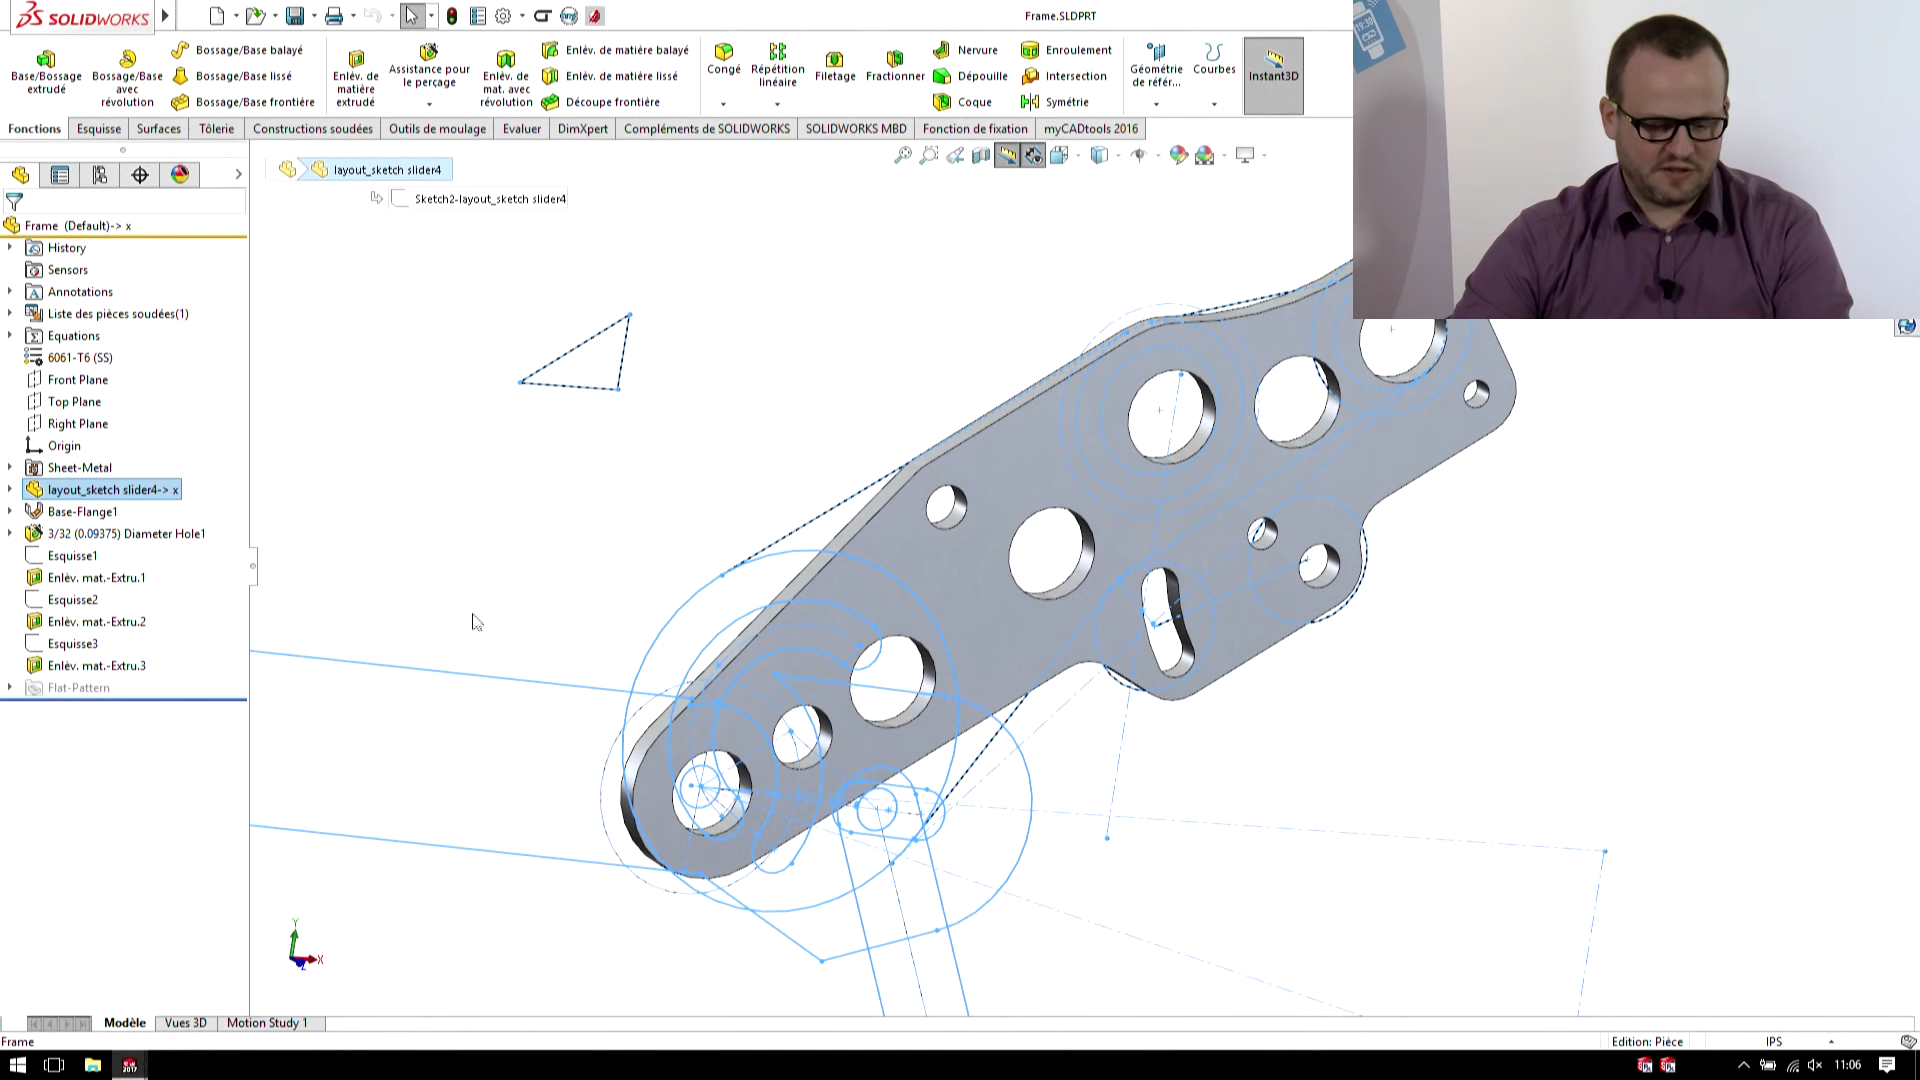 SOLIDWORKS
Frame.SLDPRT
19:30
Base/Bossage extrudé
Bossage/Base avec révolution
Bossage/Base balayé
Bossage/Base lissé
Bossage/Base frontière
Enlèv. de matière extrudé
Assistance pour le perçage
Enlèv. de mat. avec révolution
Enlèv. de matière balayé
Enlèv. de matière lissé
Découpe frontière
Congé
Répétition linéaire
Filetage
Fractionner
Nervure
Dépouille
Coque
Enroulement
Intersection
Symétrie
Géométrie de référ...
Courbes
Instant3D
Fonctions
Esquisse
Surfaces
Tôlerie
Constructions soudées
Outils de moulage
Evaluer
DimXpert
Compléments de SOLIDWORKS
SOLIDWORKS MBD
Fonction de fixation
myCADtools 2016
layout_sketch slider4
Sketch2-layout_sketch slider4
Frame (Default)-> x
History
Sensors
Annotations
Liste des pièces soudées(1)
Equations
6061-T6 (SS)
Front Plane
Top Plane
Right Plane
Origin
Sheet-Metal
layout_sketch slider4-> x
Base-Flange1
3/32 (0.09375) Diameter Hole1
Esquisse1
Enlèv. mat.-Extru.1
Esquisse2
Enlèv. mat.-Extru.2
Esquisse3
Enlèv. mat.-Extru.3
Flat-Pattern
Y
X
Z
Modèle
Vues 3D
Motion Study 1
Frame
Edition: Pièce
IPS
2017
11:06